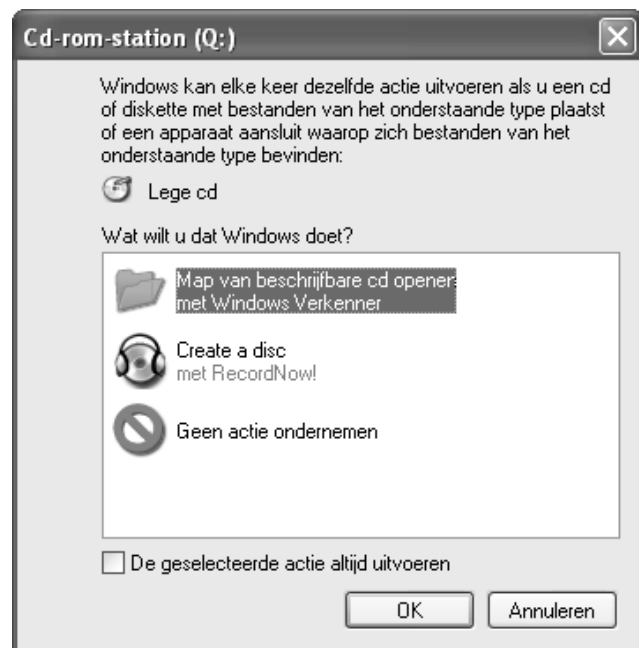 Cd-rom-station (Q:)
Windows kan elke keer dezelfde actie uitvoeren als u een cd
of diskette met bestanden van het onderstaande type plaatst
of een apparaat aansluit waarop zich bestanden van het
onderstaande type bevinden:
Lege cd
Wat wilt u dat Windows doet?
Map van beschrijfbare cd openen
met Windows Verkenner
Create a disc
met RecordNow!
Geen actie ondernemen
De geselecteerde actie altijd uitvoeren
OK
Annuleren